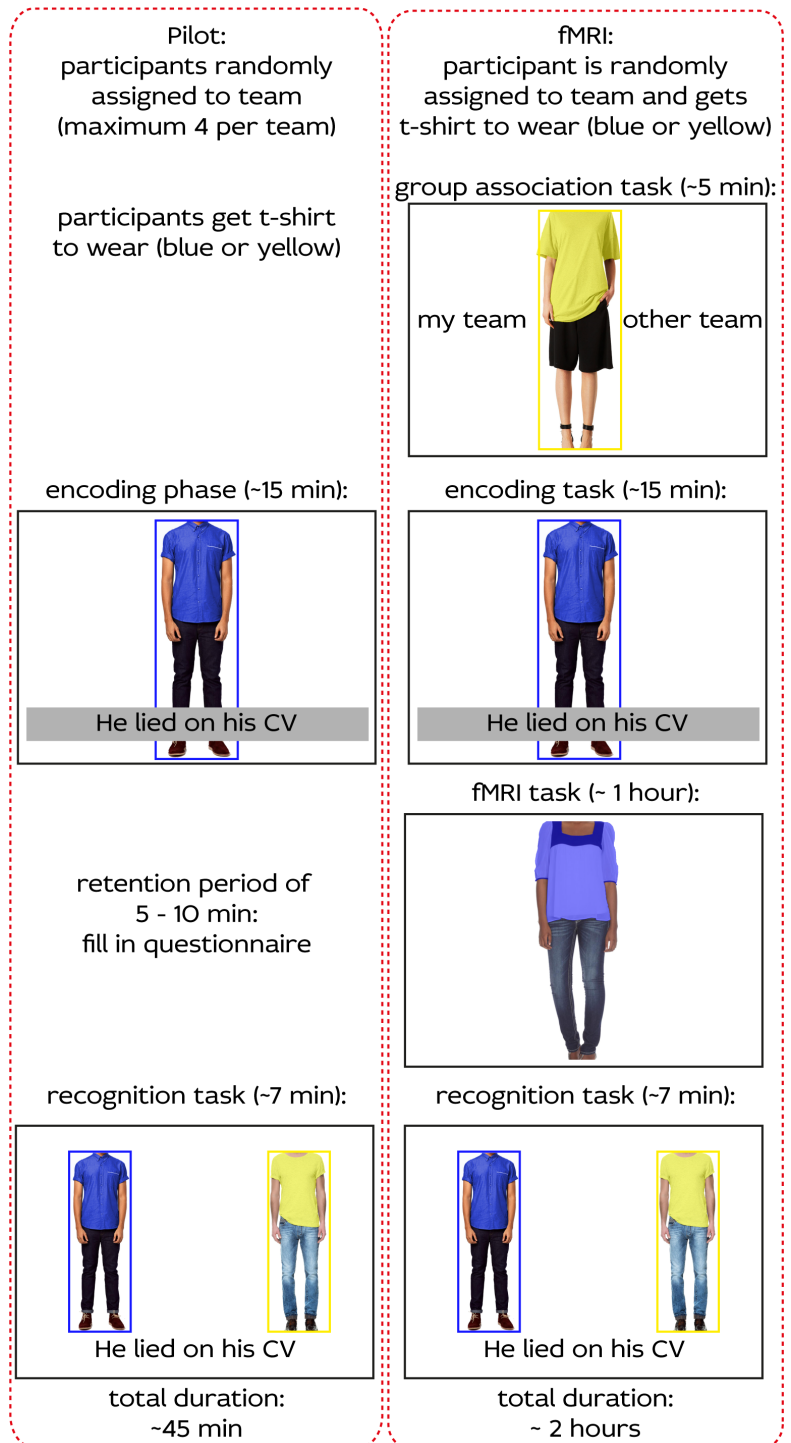 Pilot:
participants randomly
assigned to team
(maximum 4 per team)
participants get t-shirt
to wear (blue or yellow)
encoding phase (~15 min):
He lied on his CV
retention period of
5 - 10 min:
fill in questionnaire
recognition task (~7 min):
He lied on his CV
total duration:
~45 min
fMRI:
participant is randomly
assigned to team and gets
t-shirt to wear (blue or yellow)
group association task (~5 min):
my team other team
encoding task (~15 min):
He lied on his CV
fMRI task (~ 1 hour):
recognition task (~7 min):
He lied on his CV
total duration:
~ 2 hours